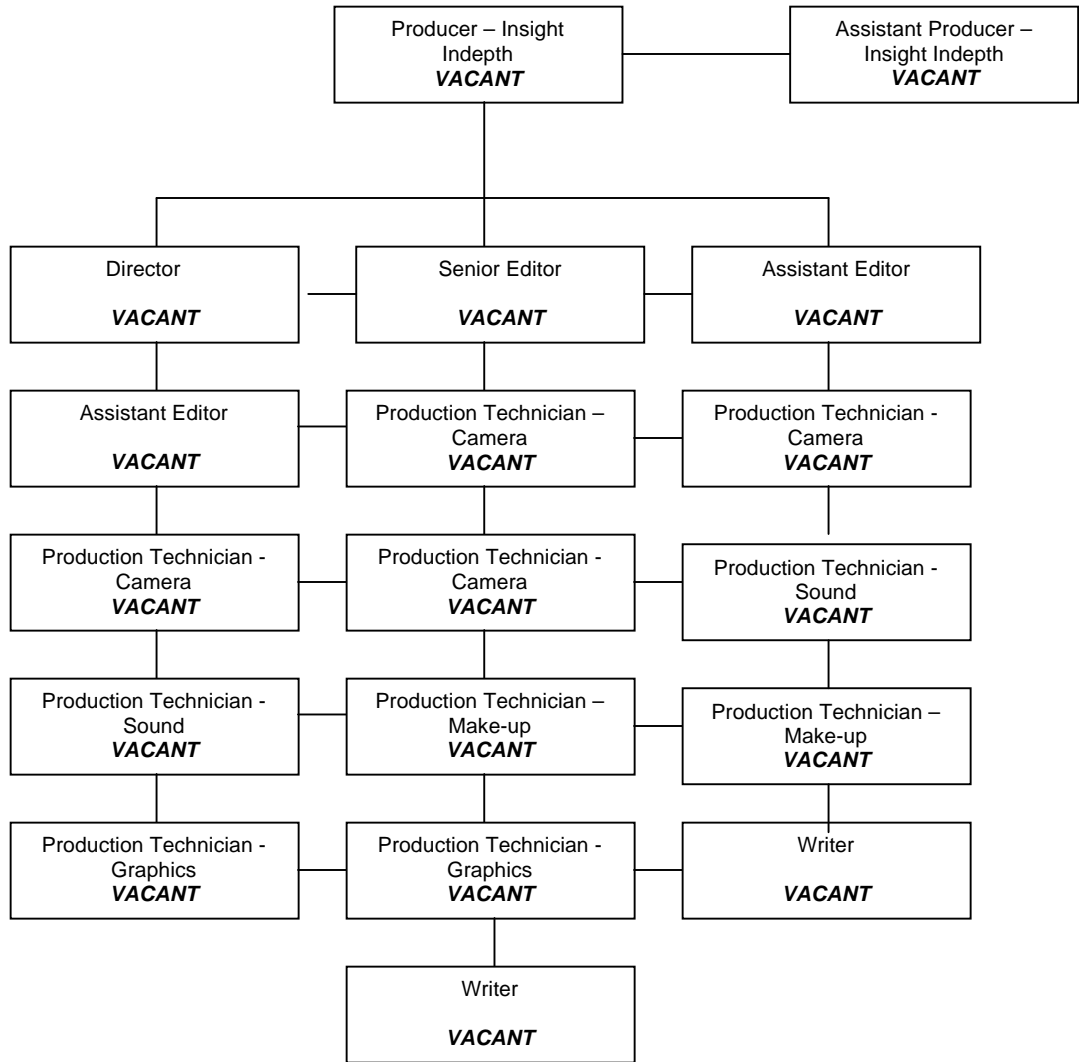 Producer – Insight
Indepth
VACANT
Assistant Producer –
Insight Indepth
VACANT
Director
VACANT
Senior Editor
VACANT
Assistant Editor
VACANT
Assistant Editor
VACANT
Production Technician –
Camera
VACANT
Production Technician -
Camera
VACANT
Production Technician -
Camera
VACANT
Production Technician -
Camera
VACANT
Production Technician -
Sound
VACANT
Production Technician -
Sound
VACANT
Production Technician –
Make-up
VACANT
Production Technician –
Make-up
VACANT
Production Technician -
Graphics
VACANT
Production Technician -
Graphics
VACANT
Writer
VACANT
Writer
VACANT